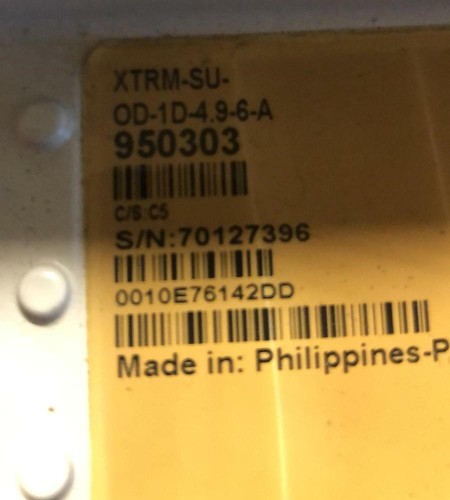 XTRM-SU-
OD-1D-4.9-6-A
950303
C/S:C5
S/N:70127396
0010E76142DD
Made in: Philippines-P